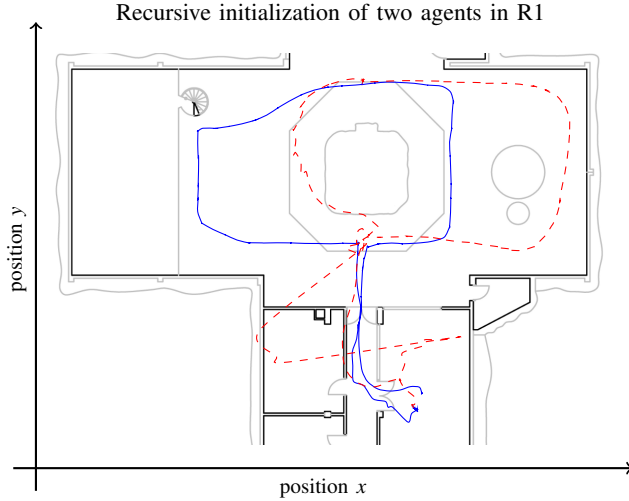 Recursive initialization of two agents in R1
position y
position x